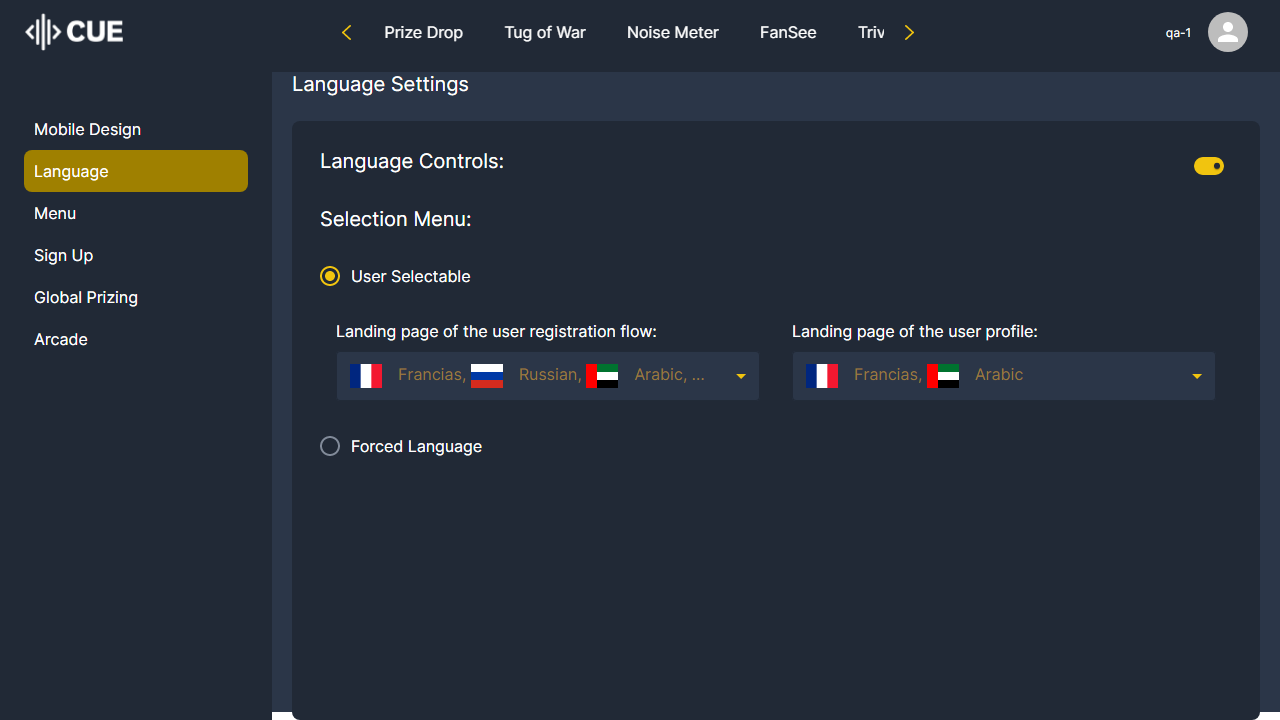 CUE
Prize Drop Tug of War Noise Meter FanSee Triv
qa-1
Mobile Design
Language
Menu
Sign Up
Global Prizing
Arcade
Language Settings
Language Controls:
Selection Menu:
User Selectable
Landing page of the user registration flow:
Francias, Russian, Arabic, ...
Landing page of the user profile:
Francias, Arabic
Forced Language